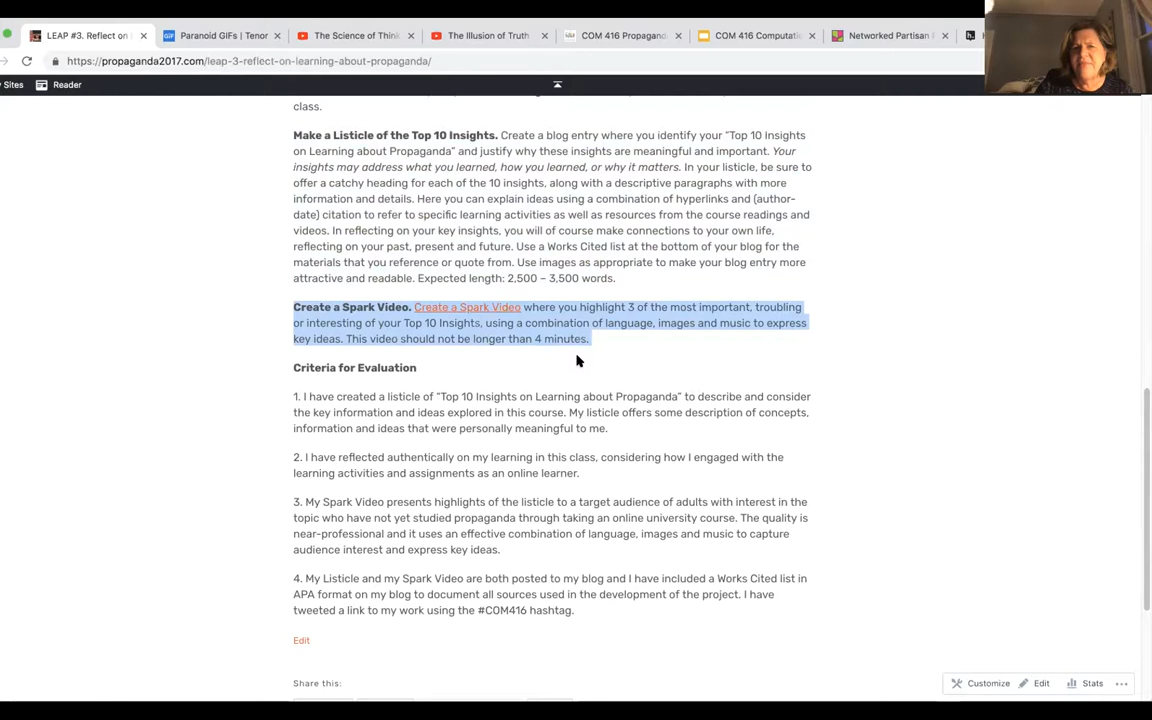 LEAP #3. Reflect on
Paranoid GIFs | Tenor
The Science of Think
The Illusion of Truth
COM 416 Propagand
COM 416 Computati
Networked Partisan
https://propaganda2017.com/leap-3-reflect-on-learning-about-propaganda/
Sites
Reader
class.
Make a Listicle of the Top 10 Insights. Create a blog entry where you identify your “Top 10 Insights
on Learning about Propaganda” and justify why these insights are meaningful and important. Your
insights may address what you learned, how you learned, or why it matters. In your listicle, be sure to
offer a catchy heading for each of the 10 insights, along with a descriptive paragraphs with more
information and details. Here you can explain ideas using a combination of hyperlinks and (author-
date) citation to refer to specific learning activities as well as resources from the course readings and
videos. In reflecting on your key insights, you will of course make connections to your own life,
reflecting on your past, present and future. Use a Works Cited list at the bottom of your blog for the
materials that you reference or quote from. Use images as appropriate to make your blog entry more
attractive and readable. Expected length: 2,500 – 3,500 words.
Create a Spark Video. Create a Spark Video where you highlight 3 of the most important, troubling
or interesting of your Top 10 Insights, using a combination of language, images and music to express
key ideas. This video should not be longer than 4 minutes.
Criteria for Evaluation
1. I have created a listicle of “Top 10 Insights on Learning about Propaganda” to describe and consider
the key information and ideas explored in this course. My listicle offers some description of concepts,
information and ideas that were personally meaningful to me.
2. I have reflected authentically on my learning in this class, considering how I engaged with the
learning activities and assignments as an online learner.
3. My Spark Video presents highlights of the listicle to a target audience of adults with interest in the
topic who have not yet studied propaganda through taking an online university course. The quality is
near-professional and it uses an effective combination of language, images and music to capture
audience interest and express key ideas.
4. My Listicle and my Spark Video are both posted to my blog and I have included a Works Cited list in
APA format on my blog to document all sources used in the development of the project. I have
tweeted a link to my work using the #COM416 hashtag.
Edit
Share this:
Customize Edit Stats